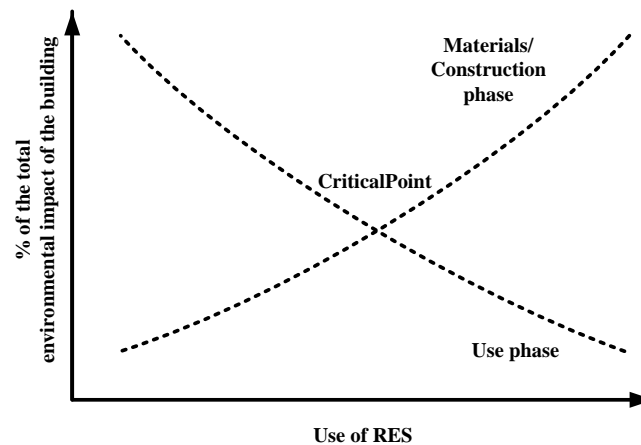 Materials/
Construction
phase
CriticalPoint
Use phase
% of the total
environmental impact of the building
Use of RES